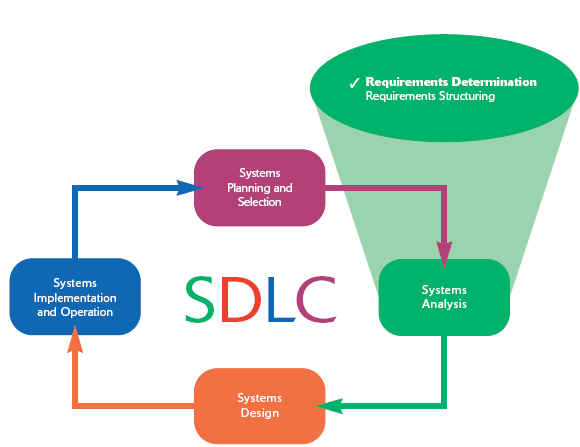 ✓ Requirements Determination
Requirements Structuring
Systems
Planning and
Selection
Systems
Implementation
and Operation
SDLC
Systems
Analysis
Systems
Design